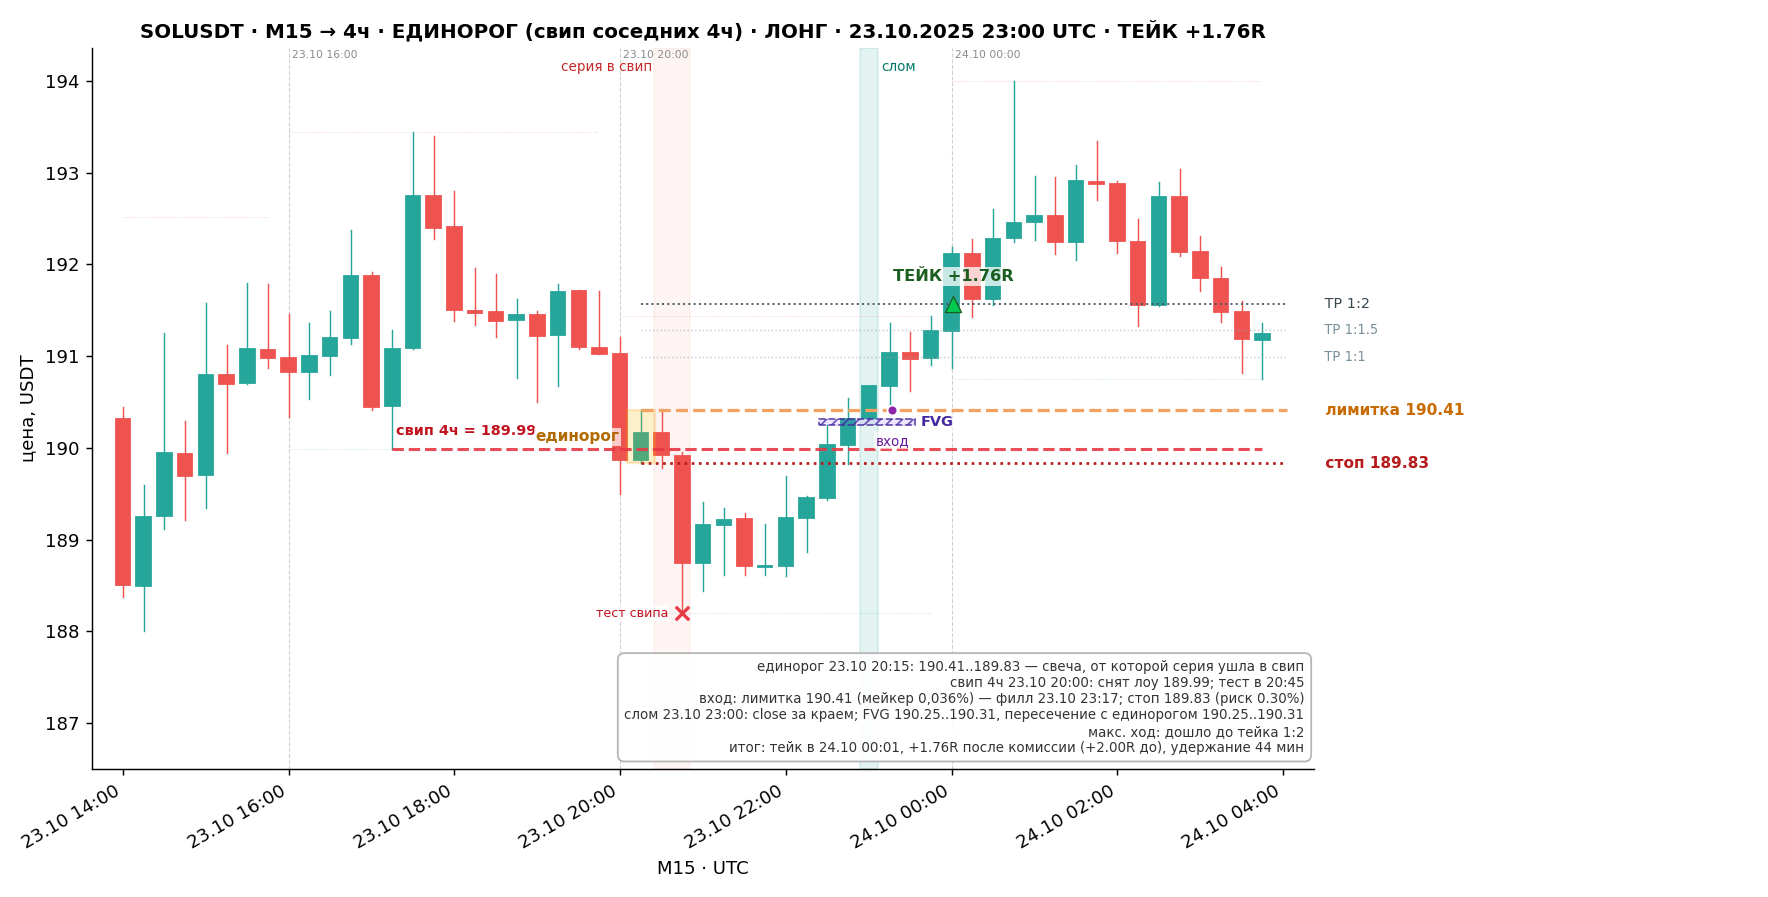 SOLUSDT · M15 → 4ч · ЕДИНОРОГ (свип соседних 4ч) · ЛОНГ · 23.10.2025 23:00 UTC · ТЕЙК +1.76R
23.10 16:00
23.10 20:00
24.10 00:00
серия в свип
слом
194
193
192
191
190
189
188
187
цена, USDT
ТЕЙК +1.76R
TP 1:2
TP 1:1.5
TP 1:1
лимитка 190.41
FVG
свип 4ч = 189.99
единорог
вход
стоп 189.83
тест свипа
единорог 23.10 20:15: 190.41..189.83 — свеча, от которой серия ушла в свип
свип 4ч 23.10 20:00: снят лоу 189.99; тест в 20:45
вход: лимитка 190.41 (мейкер 0,036%) — филл 23.10 23:17; стоп 189.83 (риск 0.30%)
слом 23.10 23:00: close за краем; FVG 190.25..190.31, пересечение с единорогом 190.25..190.31
макс. ход: дошло до тейка 1:2
итог: тейк в 24.10 00:01, +1.76R после комиссии (+2.00R до), удержание 44 мин
23.10 14:00
23.10 16:00
23.10 18:00
23.10 20:00
23.10 22:00
24.10 00:00
24.10 02:00
24.10 04:00
M15 · UTC